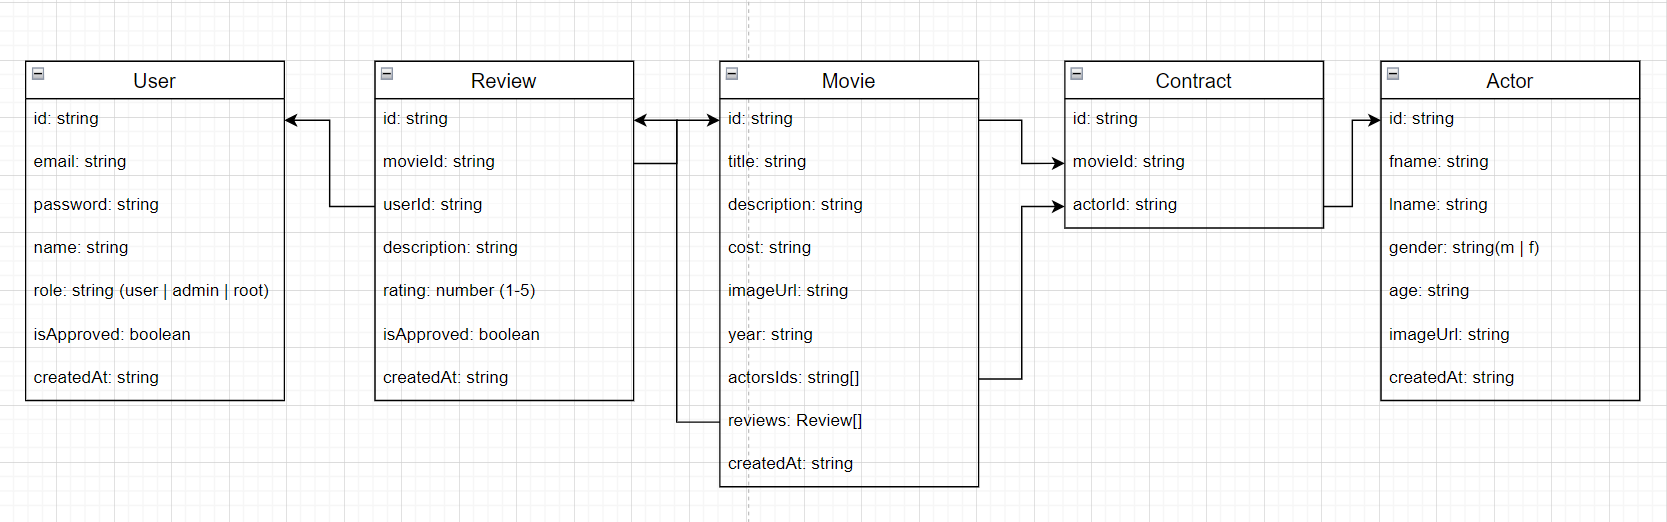 User
id: string
email: string
password: string
name: string
role: string (user | admin | root)
isApproved: boolean
createdAt: string
Review
id: string
movieId: string
userId: string
description: string
rating: number (1-5)
isApproved: boolean
createdAt: string
Movie
id: string
title: string
description: string
cost: string
imageUrl: string
year: string
actorsIds: string[]
reviews: Review[]
createdAt: string
Contract
id: string
movieId: string
actorId: string
Actor
id: string
fname: string
lname: string
gender: string(m | f)
age: string
imageUrl: string
createdAt: string